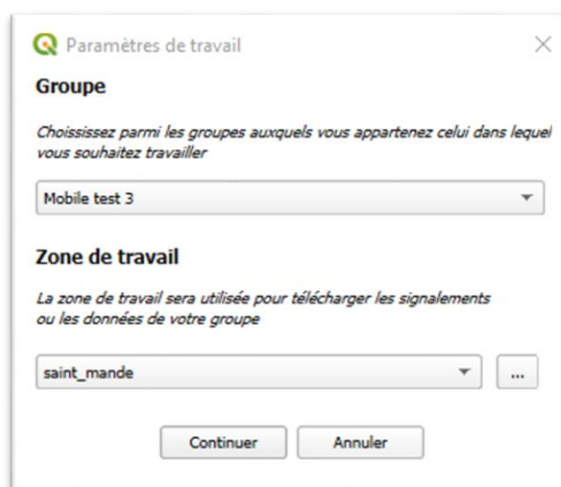 Paramètres de travail
Groupe
Choississez parmi les groupes auxquels vous appartenez celui dans lequel
vous souhaitez travailler
Mobile test 3
Zone de travail
La zone de travail sera utilisée pour télécharger les signalements
ou les données de votre groupe
saint_mande
...
Continuer
Annuler